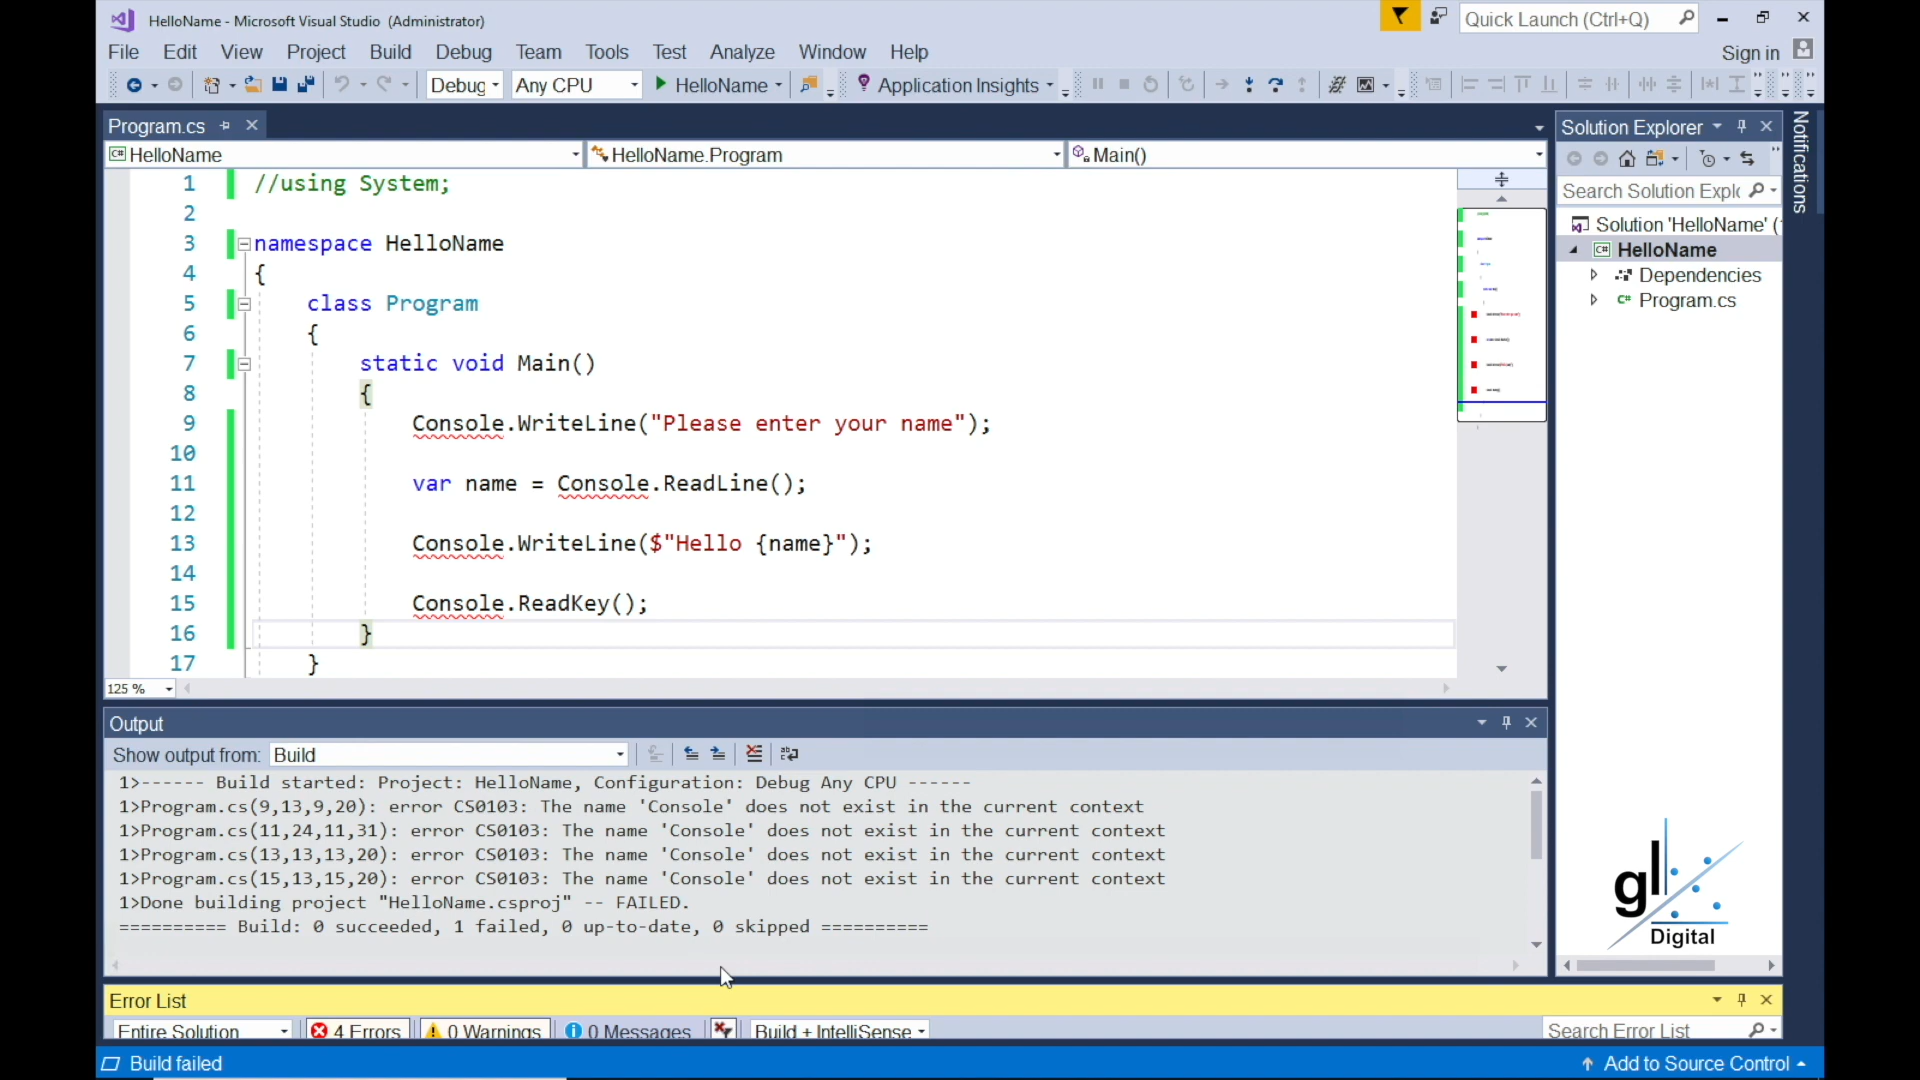 HelloName - Microsoft Visual Studio (Administrator)
Quick Launch (Ctrl+Q)
File Edit View Project Build Debug Team Tools Test Analyze Window Help
Sign in
Debug Any CPU HelloName Application Insights
Program.cs
HelloName HelloName.Program Main()
1 //using System;
2
3 namespace HelloName
4 {
5 class Program
6 {
7 static void Main()
8 {
9 Console.WriteLine("Please enter your name");
10
11 var name = Console.ReadLine();
12
13 Console.WriteLine($"Hello {name}");
14
15 Console.ReadKey();
16 }
17 }
125 %
Solution Explorer
Notifications
Search Solution Expl
Solution 'HelloName' (
C# HelloName
Dependencies
C# Program.cs
Output
Show output from: Build
1>------ Build started: Project: HelloName, Configuration: Debug Any CPU ------
1>Program.cs(9,13,9,20): error CS0103: The name 'Console' does not exist in the current context
1>Program.cs(11,24,11,31): error CS0103: The name 'Console' does not exist in the current context
1>Program.cs(13,13,13,20): error CS0103: The name 'Console' does not exist in the current context
1>Program.cs(15,13,15,20): error CS0103: The name 'Console' does not exist in the current context
1>Done building project "HelloName.csproj" -- FAILED.
========== Build: 0 succeeded, 1 failed, 0 up-to-date, 0 skipped ==========
gl
Digital
Error List
Entire Solution 4 Errors 0 Warnings 0 Messages Build + IntelliSense Search Error List
Build failed
Add to Source Control